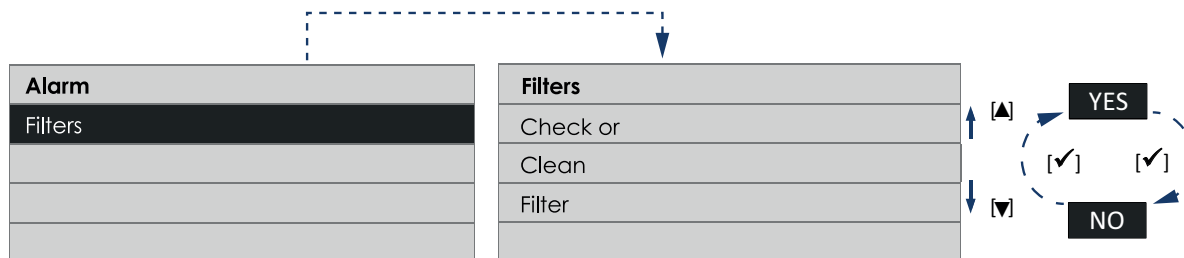 Alarm
Filters
Filters
Check or
Clean
Filter
[▲]
[▼]
YES
[✓] [✓]
NO